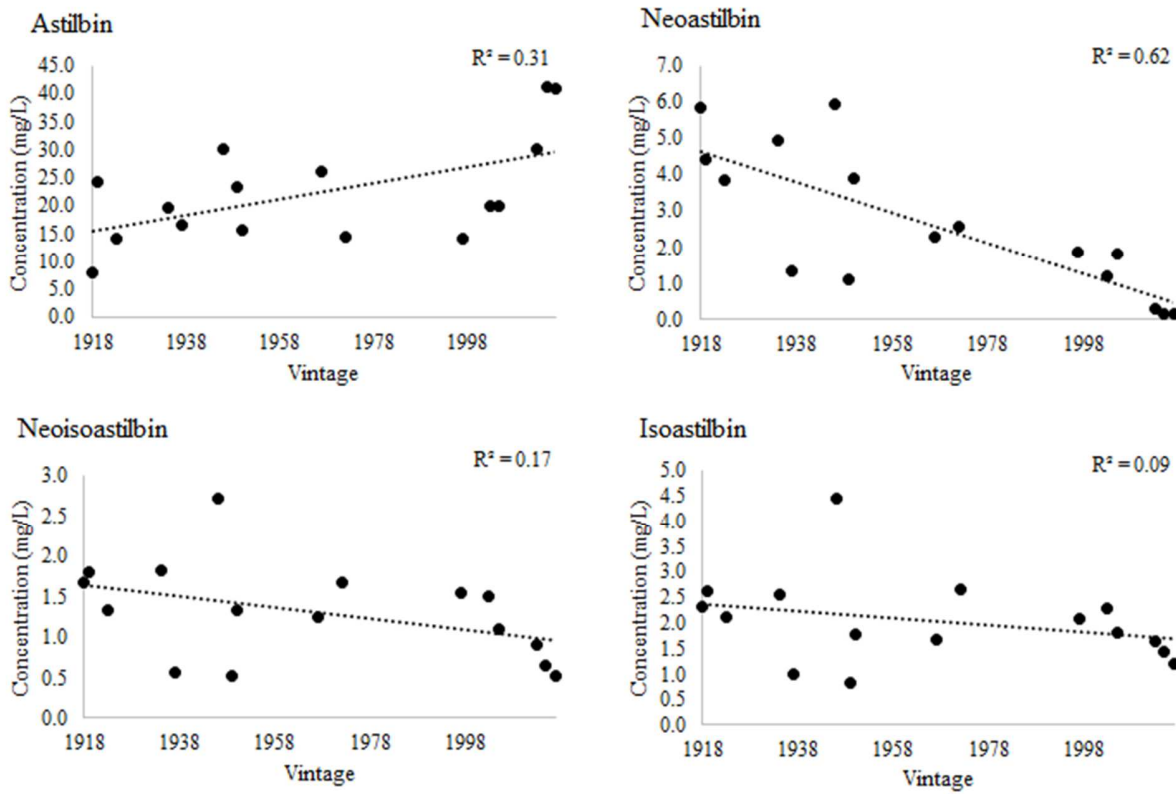 Astilbin
R² = 0.31
Concentration (mg/L)
45.0
40.0
35.0
30.0
25.0
20.0
15.0
10.0
5.0
0.0
1918 1938 1958 1978 1998
Vintage
Neoastilbin
R² = 0.62
Concentration (mg/L)
7.0
6.0
5.0
4.0
3.0
2.0
1.0
0.0
1918 1938 1958 1978 1998
Vintage
Neoisoastilbin
R² = 0.17
Concentration (mg/L)
3.0
2.5
2.0
1.5
1.0
0.5
0.0
1918 1938 1958 1978 1998
Vintage
Isoastilbin
R² = 0.09
Concentration (mg/L)
5.0
4.5
4.0
3.5
3.0
2.5
2.0
1.5
1.0
0.5
0.0
1918 1938 1958 1978 1998
Vintage